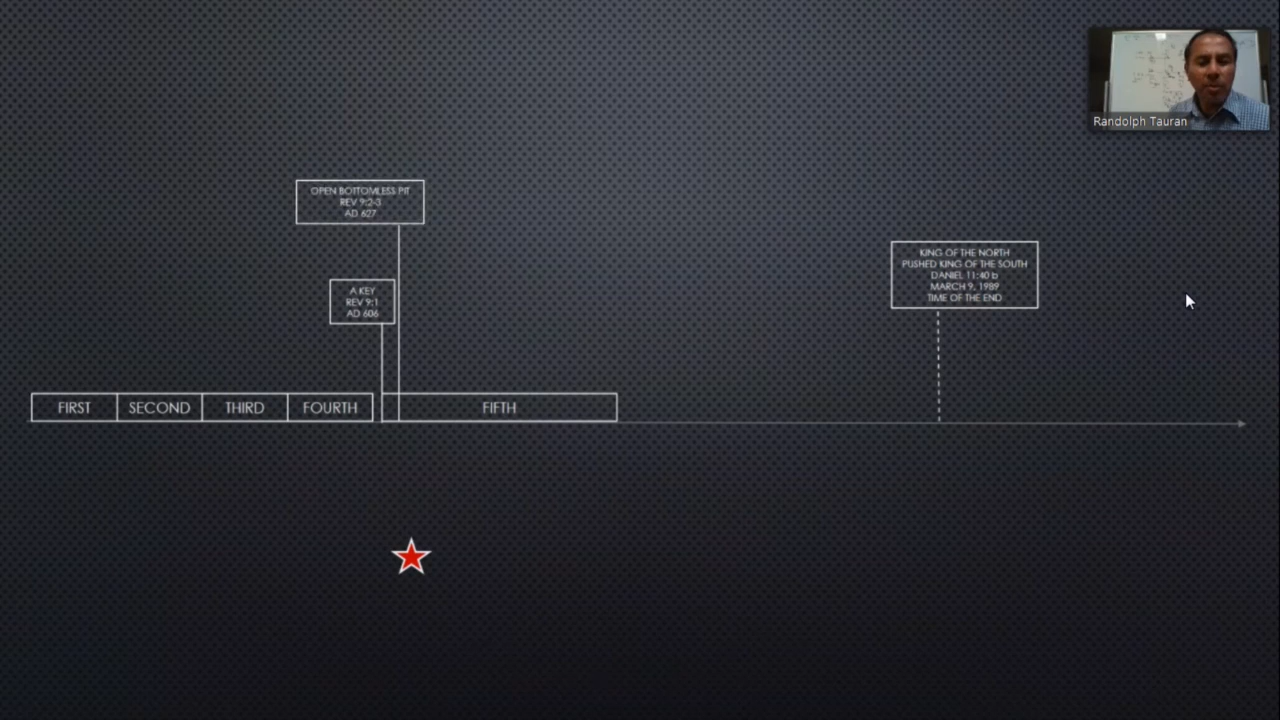 Randolph Tauran
OPEN BOTTOMLESS PIT
REV 9:2-3
AD 627
KING OF THE NORTH
PUSHED KING OF THE SOUTH
DANIEL 11:40 b
MARCH 9, 1989
TIME OF THE END
A KEY
REV 9:1
AD 606
FIRST
SECOND
THIRD
FOURTH
FIFTH